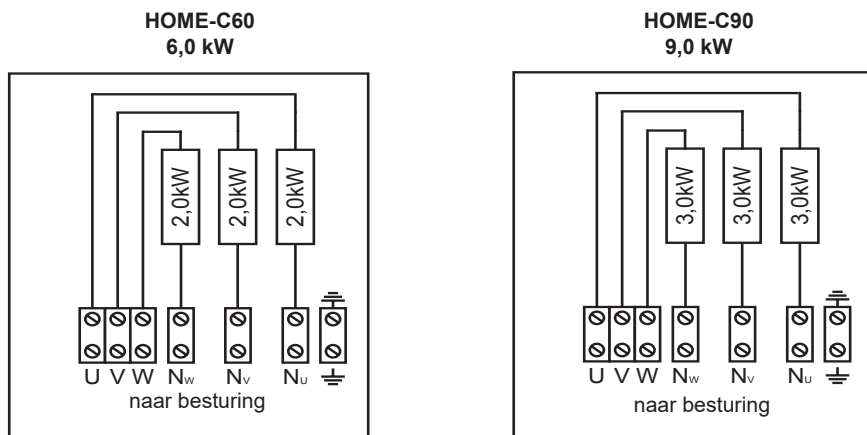 HOME-C60
6,0 kW
2,0kW
2,0kW
2,0kW
U V W Nw Nv Nu
naar besturing
HOME-C90
9,0 kW
3,0kW
3,0kW
3,0kW
U V W Nw Nv Nu
naar besturing